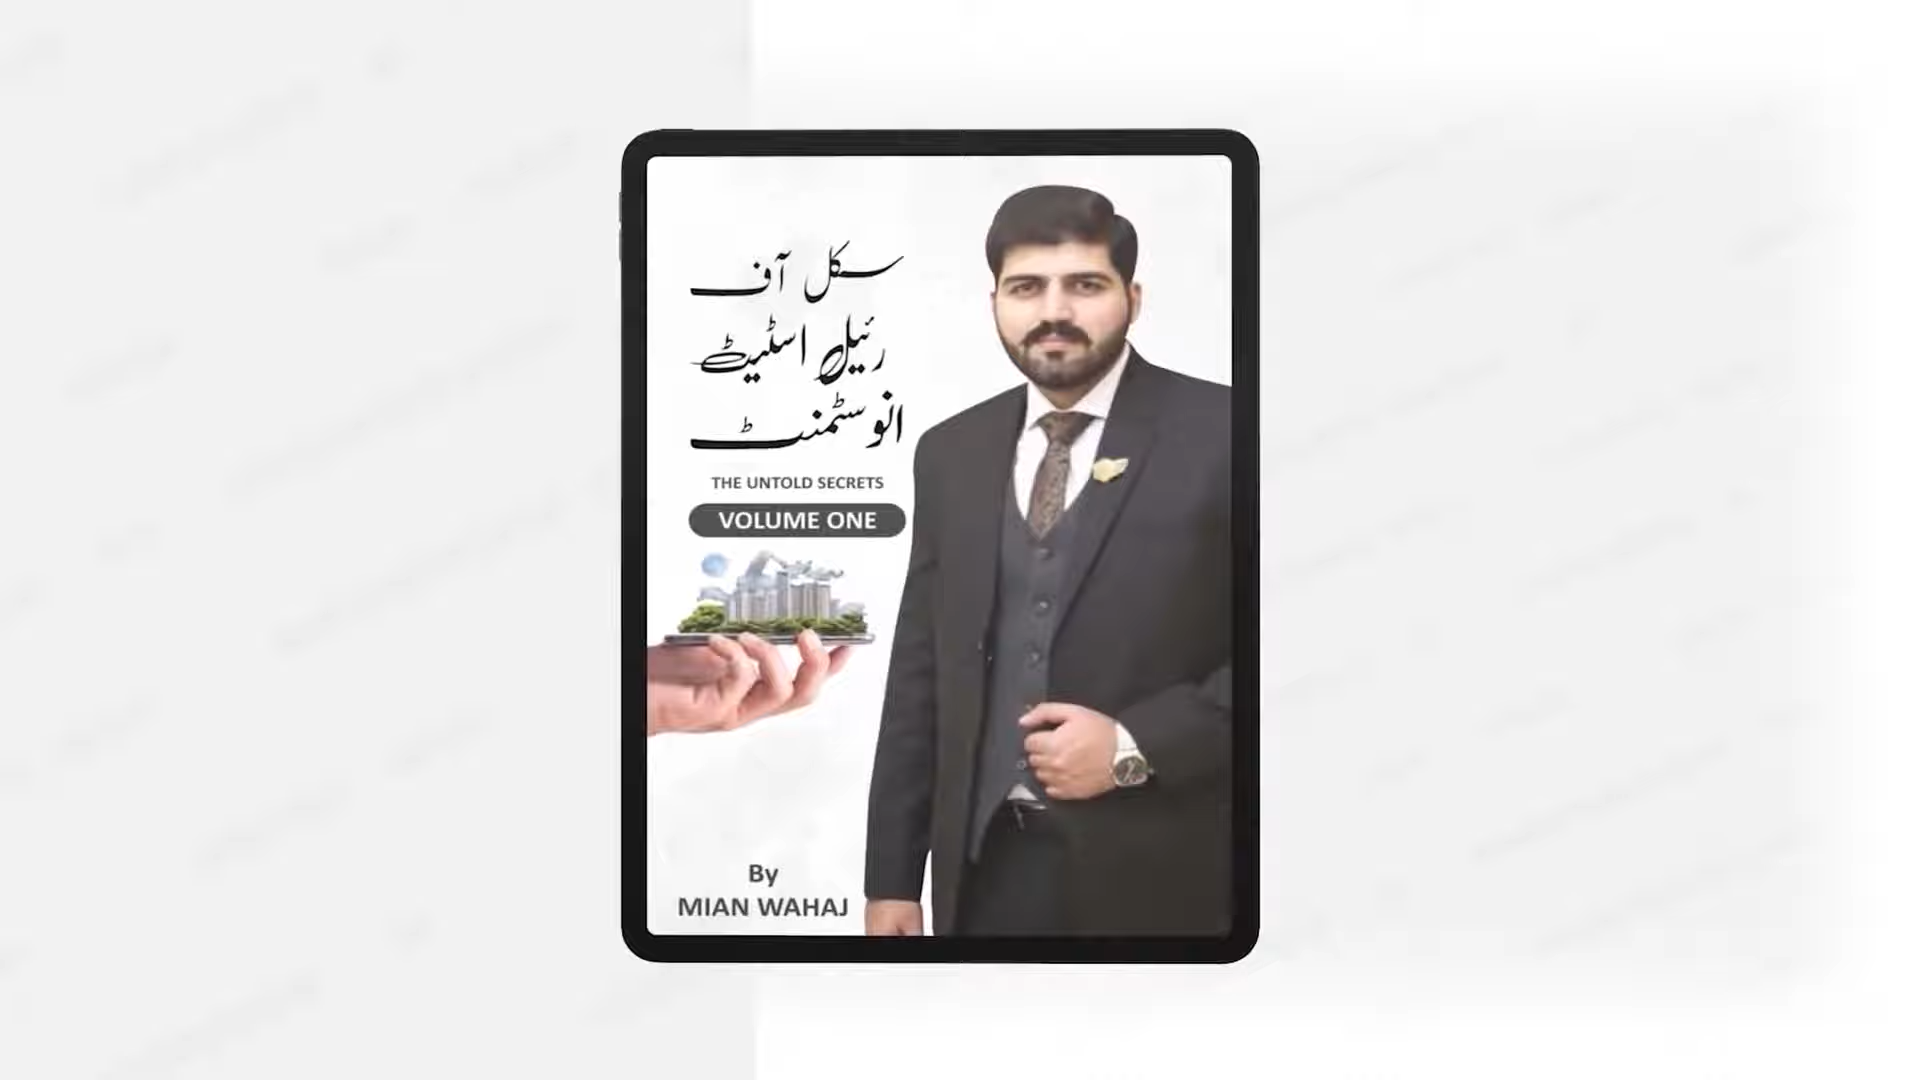 سکل آف
رئیل اسٹیٹ
انوسٹمنٹ
THE UNTOLD SECRETS
VOLUME ONE
By
MIAN WAHAJ